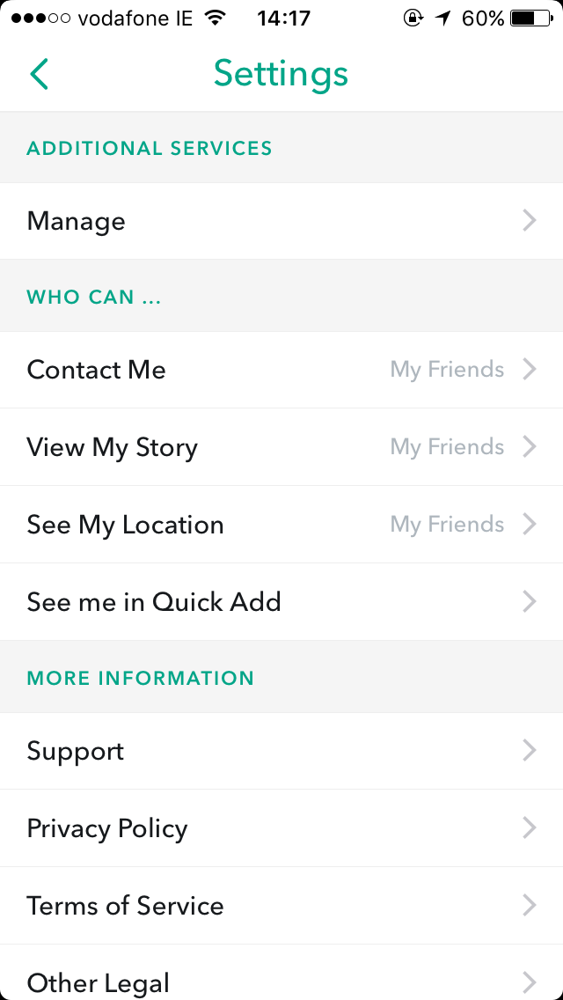 vodafone IE 14:17 60%
Settings
ADDITIONAL SERVICES
Manage
WHO CAN ...
Contact Me My Friends
View My Story My Friends
See My Location My Friends
See me in Quick Add
MORE INFORMATION
Support
Privacy Policy
Terms of Service
Other Legal